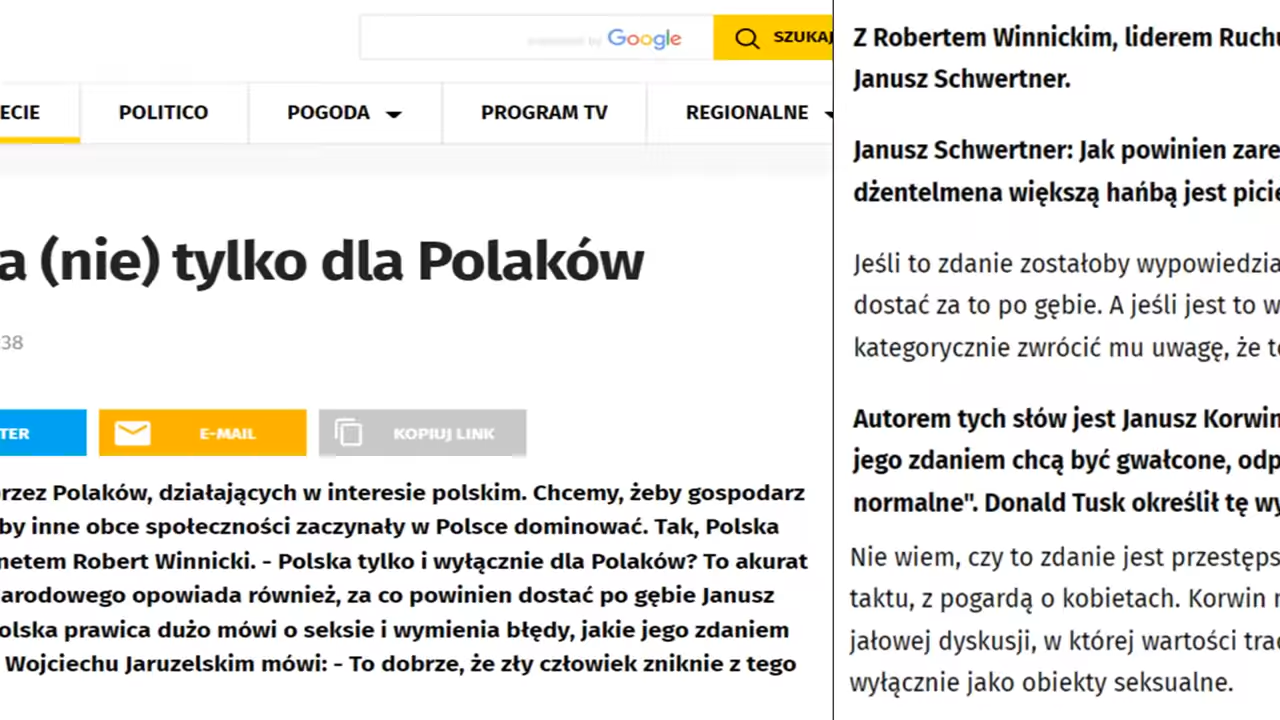 Google
SZUKAJ
ECIE
POLITICO
POGODA
PROGRAM TV
REGIONALNE
a (nie) tylko dla Polaków
38
TER
E-MAIL
KOPIUJ LINK
rzez Polaków, działających w interesie polskim. Chcemy, żeby gospodarz
by inne obce społeczności zaczynały w Polsce dominować. Tak, Polska
netem Robert Winnicki. - Polska tylko i wyłącznie dla Polaków? To akurat
arodowego opowiada również, za co powinien dostać po gębie Janusz
olska prawica dużo mówi o seksie i wymienia błędy, jakie jego zdaniem
Wojciechu Jaruzelskim mówi: - To dobrze, że zły człowiek zniknie z tego
Z Robertem Winnickim, liderem Ruchu
Janusz Schwertner.
Janusz Schwertner: Jak powinien zare
dżentelmena większą hańbą jest picie
Jeśli to zdanie zostałoby wypowiedzia
dostać za to po gębie. A jeśli jest to w
kategorycznie zwrócić mu uwagę, że t
Autorem tych słów jest Janusz Korwin
jego zdaniem chcą być gwałcone, odp
normalne". Donald Tusk określił tę wy
Nie wiem, czy to zdanie jest przestęps
taktu, z pogardą o kobietach. Korwin
jałowej dyskusji, w której wartości trac
wyłącznie jako obiekty seksualne.